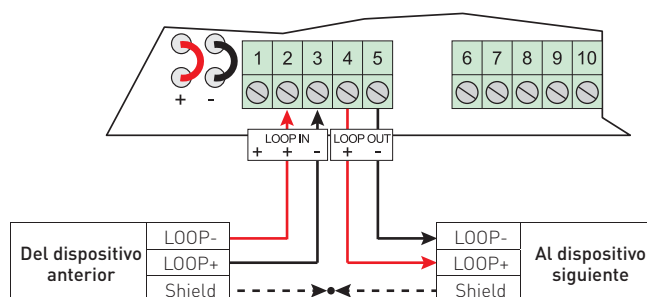 1 2 3 4 5 6 7 8 9 10
+ -
LOOP IN LOOP OUT
+ + - + -
Del dispositivo
anterior
LOOP-
LOOP+
Shield
LOOP-
LOOP+
Shield
Al dispositivo
siguiente